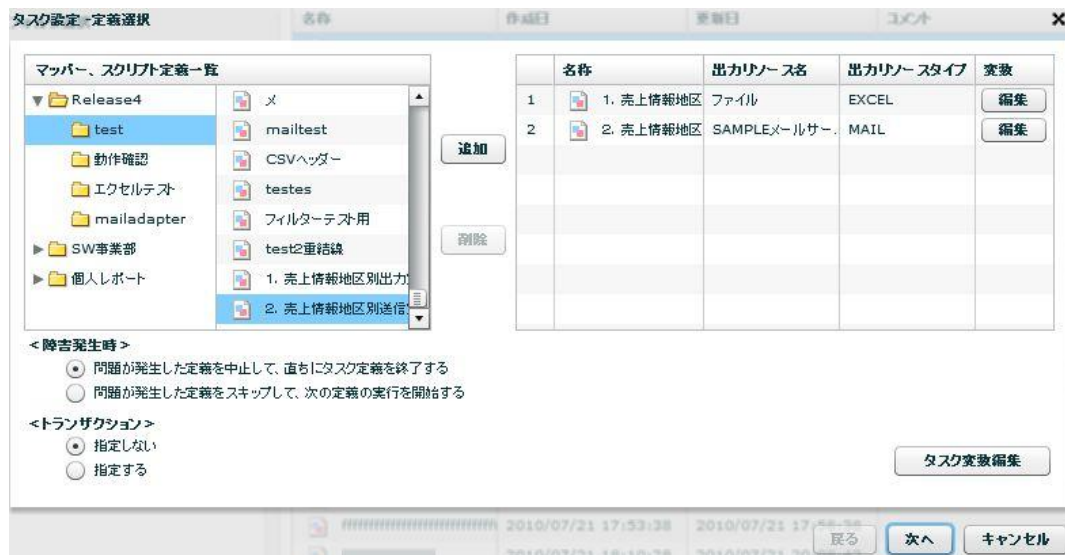 タスク設定 -定義選択
名称 作成日 更新日 コメント
マッパー、スクリプト定義一覧
Release4
test
動作確認
エクセルテスト
mailadapter
SW事業部
個人レポート
メ
mailtest
CSVヘッダー
testes
フィルターテスト用
test2重結線
1. 売上情報地区別出力
2. 売上情報地区別送信
追加
削除
名称 出力リソース名 出力リソースタイプ 変数
1 1. 売上情報地区 ファイル EXCEL 編集
2 2. 売上情報地区 SAMPLEメールサー. MAIL 編集
<障害発生時>
問題が発生した定義を中止して、直ちにタスク定義を終了する
問題が発生した定義をスキップして、次の定義の実行を開始する
<トランザクション>
指定しない
指定する
タスク変数編集
2010/07/21 17:53:38 2010/07/21
戻る 次へ キャンセル